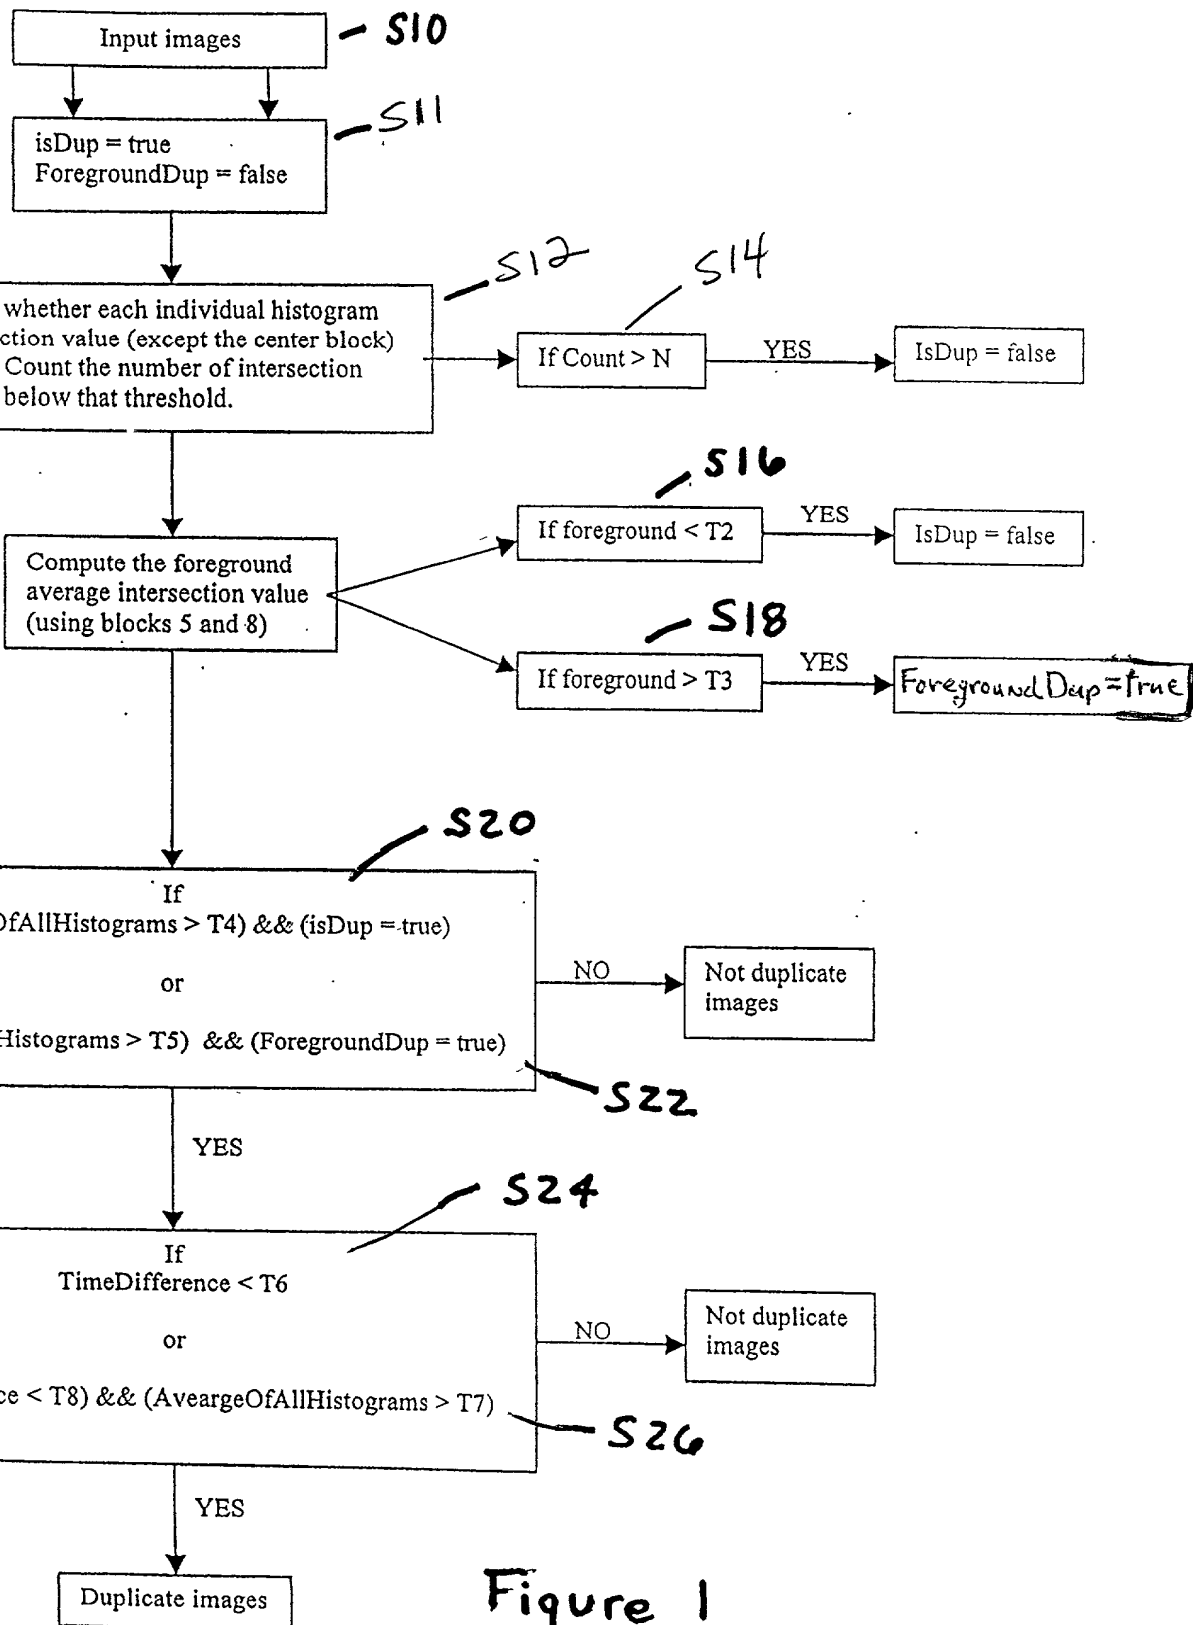 Input images
S10
S11
isDup = true
ForegroundDup = false
S12
S14
whether each individual histogram
ction value (except the center block)
Count the number of intersection
below that threshold.
If Count > N
YES
IsDup = false
S16
If foreground < T2
YES
IsDup = false
Compute the foreground
average intersection value
(using blocks 5 and 8)
S18
If foreground > T3
YES
ForegroundDup = true
S20
If
OfAllHistograms > T4) && (isDup = true)
or
Histograms > T5) && (ForegroundDup = true)
NO
Not duplicate
images
S22
YES
S24
If
TimeDifference < T6
or
ce < T8) && (AveargeOfAllHistograms > T7)
NO
Not duplicate
images
S26
YES
Duplicate images
Figure 1